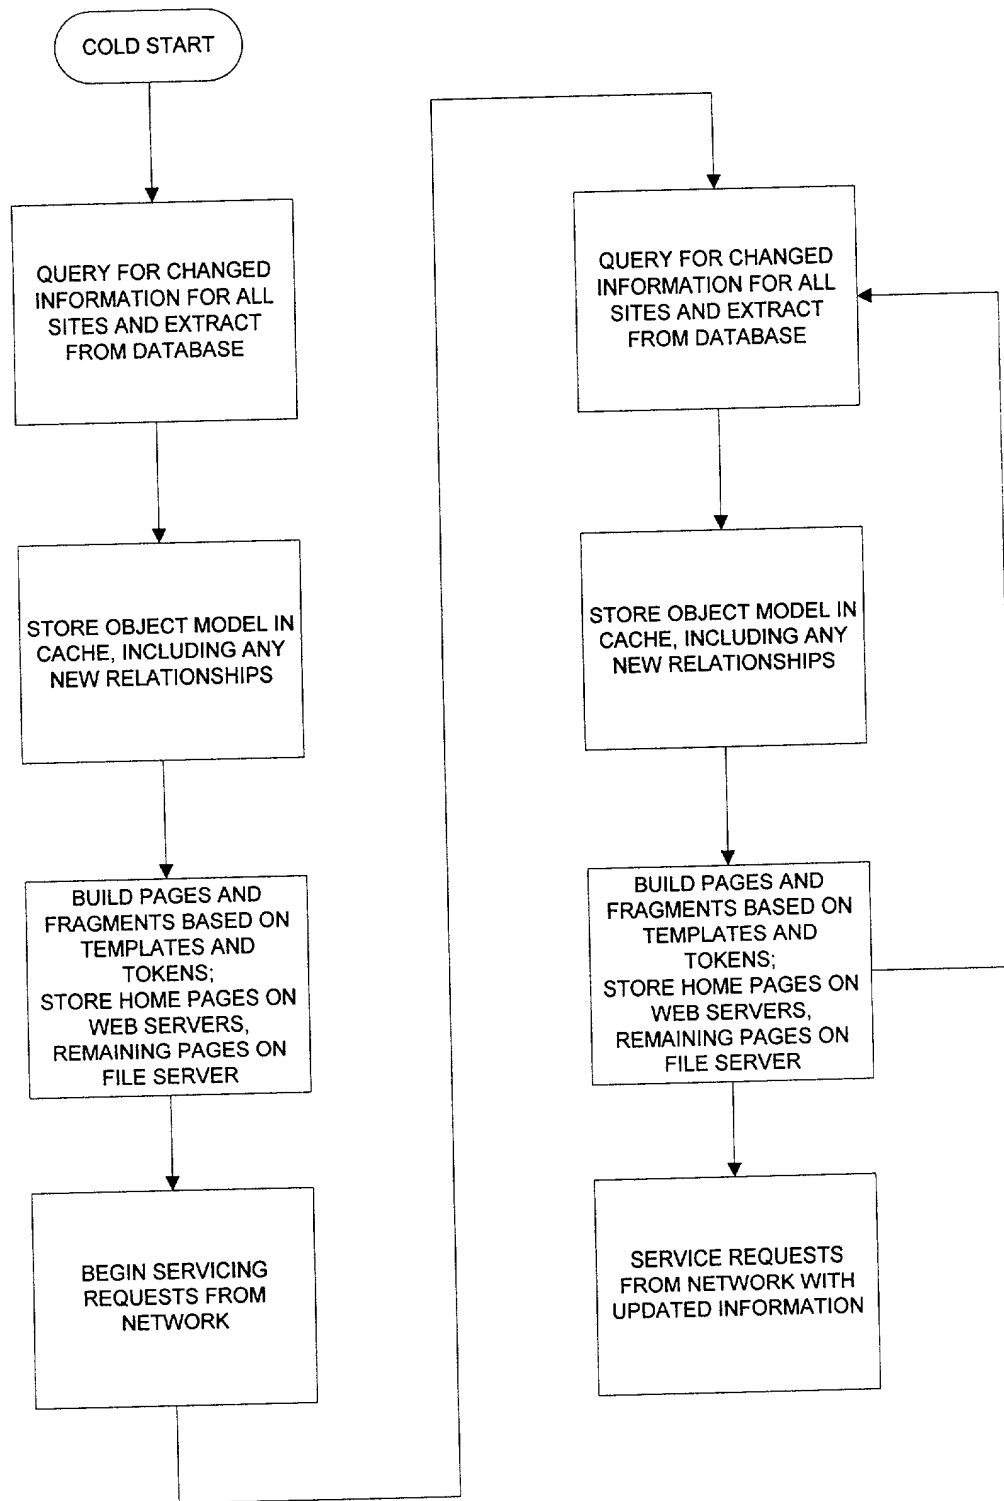 COLD START
QUERY FOR CHANGED
INFORMATION FOR ALL
SITES AND EXTRACT
FROM DATABASE
STORE OBJECT MODEL IN
CACHE, INCLUDING ANY
NEW RELATIONSHIPS
BUILD PAGES AND
FRAGMENTS BASED ON
TEMPLATES AND
TOKENS;
STORE HOME PAGES ON
WEB SERVERS,
REMAINING PAGES ON
FILE SERVER
BEGIN SERVICING
REQUESTS FROM
NETWORK
QUERY FOR CHANGED
INFORMATION FOR ALL
SITES AND EXTRACT
FROM DATABASE
STORE OBJECT MODEL IN
CACHE, INCLUDING ANY
NEW RELATIONSHIPS
BUILD PAGES AND
FRAGMENTS BASED ON
TEMPLATES AND
TOKENS;
STORE HOME PAGES ON
WEB SERVERS,
REMAINING PAGES ON
FILE SERVER
SERVICE REQUESTS
FROM NETWORK WITH
UPDATED INFORMATION